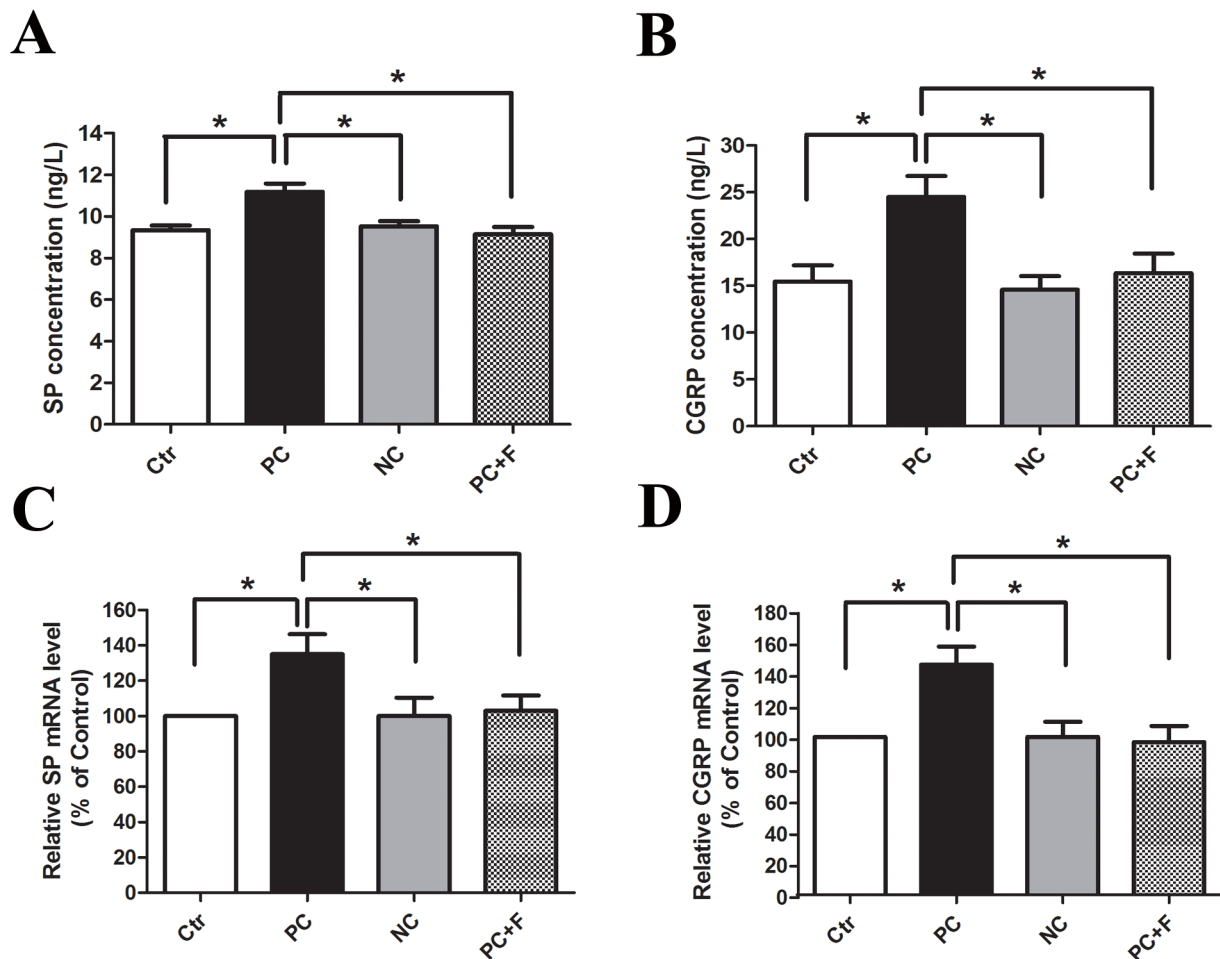 A
SP concentration (ng/L)
14
12
10
8
6
4
2
0
*
*
*
Ctr
PC
NC
PC+F
B
CGRP concentration (ng/L)
30
25
20
15
10
5
0
*
*
*
Ctr
PC
NC
PC+F
C
Relative SP mRNA level
(% of Control)
160
140
120
100
80
60
40
20
0
*
*
*
Ctr
PC
NC
PC+F
D
Relative CGRP mRNA level
(% of Control)
180
160
140
120
100
80
60
40
20
0
*
*
*
Ctr
PC
NC
PC+F